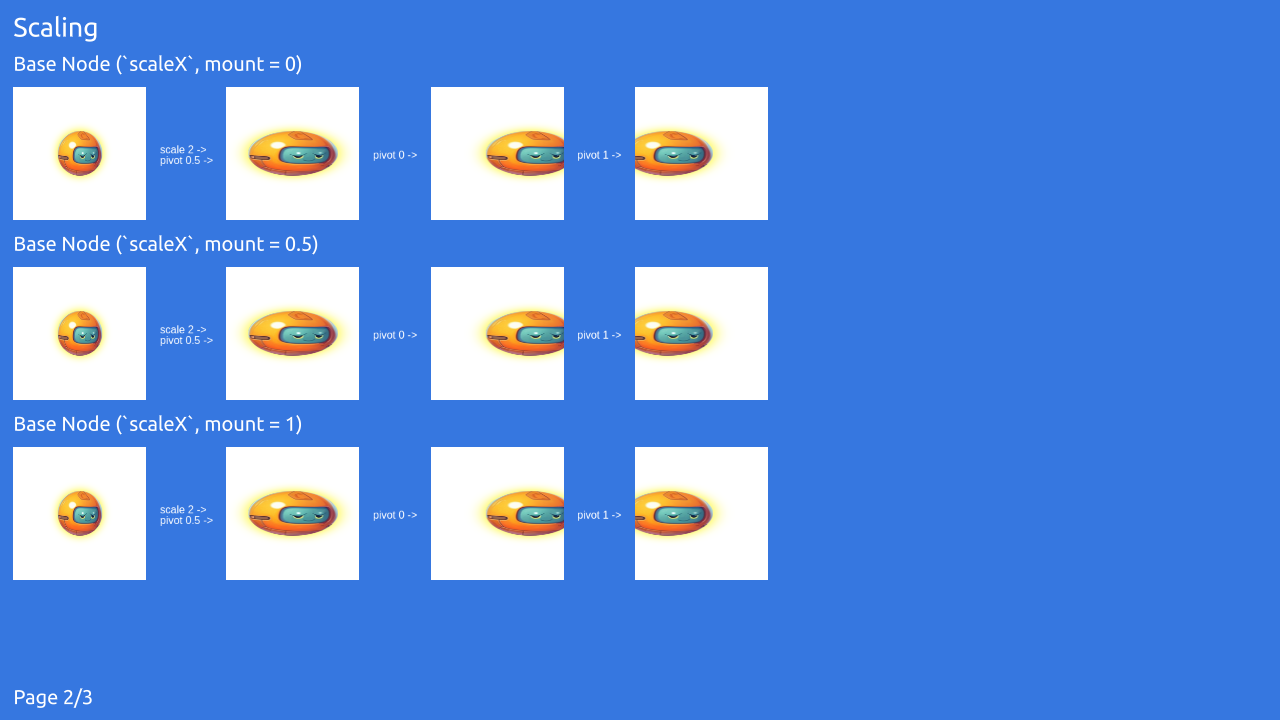 Scaling
Base Node (`scaleX`, mount = 0)
scale 2 ->
pivot 0.5 ->
pivot 0 ->
pivot 1 ->
Base Node (`scaleX`, mount = 0.5)
scale 2 ->
pivot 0.5 ->
pivot 0 ->
pivot 1 ->
Base Node (`scaleX`, mount = 1)
scale 2 ->
pivot 0.5 ->
pivot 0 ->
pivot 1 ->
Page 2/3